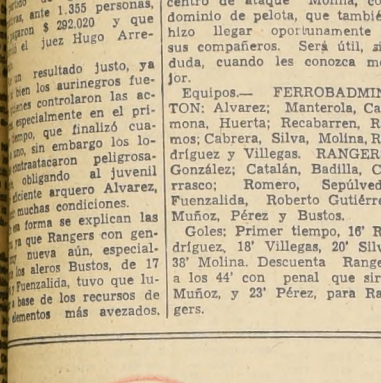 ante 1.355 personas,
$ 292.020 y que
el juez Hugo Arre-
un resultado justo, ya
bien los aurinegros fue-
controlaron las ac-
especialmente en el pri-
que finalizó cua-
sin embargo los lo-
contraatacaron peligrosa-
obligando al juvenil
arquero Alvarez,
muchas condiciones.
forma se explican las
ya que Rangers con gen-
nueva aún, especial-
los aleros Bustos, de 17
Fuenzalida, tuvo que lu-
base de los recursos de
más avezados.
centro de ataque Molina,
dominio de pelota, que tambié
hizo llegar oportunamente
sus compañeros. Será útil,
duda, cuando les conozca me
jor.
Equipos.— FERROBADMIN
TON: Alvarez; Manterola, Ca
mona, Huerta; Recabarren, R
mos; Cabrera, Silva, Molina, R
dríguez y Villegas. RANGER
González; Catalán, Badilla, C
rrasco; Romero, Sepúlved
Fuenzalida, Roberto Gutiérre
Muñoz, Pérez y Bustos.
Goles: Primer tiempo, 16' R
dríguez, 18' Villegas, 20' Silv
38' Molina. Descuenta Range
a los 44' con penal que sir
Muñoz, y 23' Pérez, para Ra
gers.